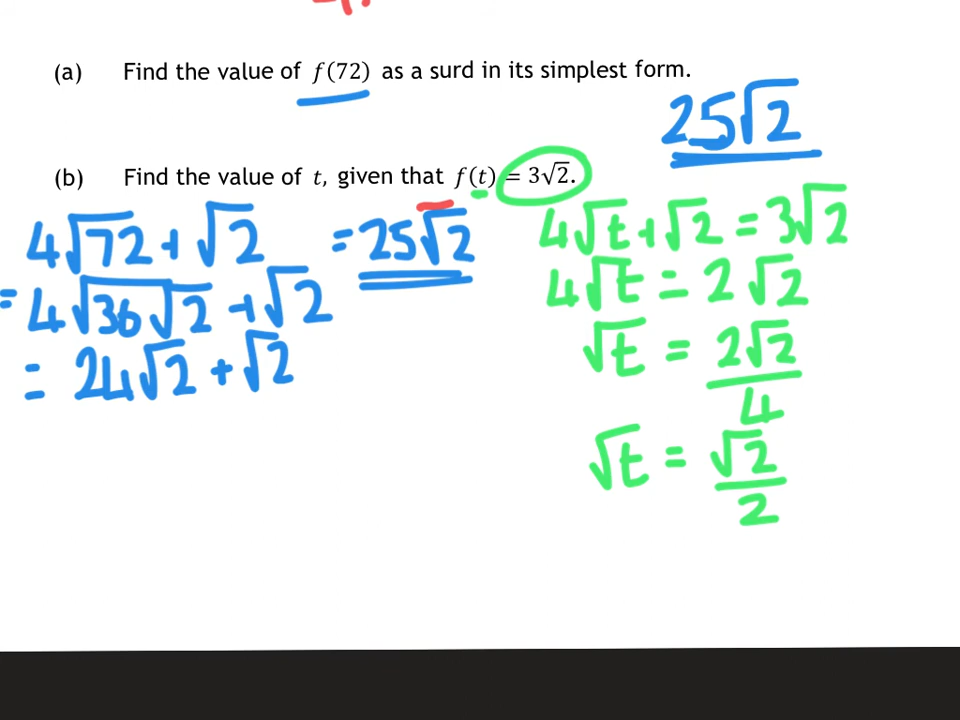 (a) Find the value of f(72) as a surd in its simplest form.
25√2
(b) Find the value of t, given that f(t) = 3√2.
4√72 + √2 = 25√2
= 4√36√2 + √2
= 24√2 + √2
4√t + √2 = 3√2
4√t = 2√2
√t = 2√2/4
√t = √2/2